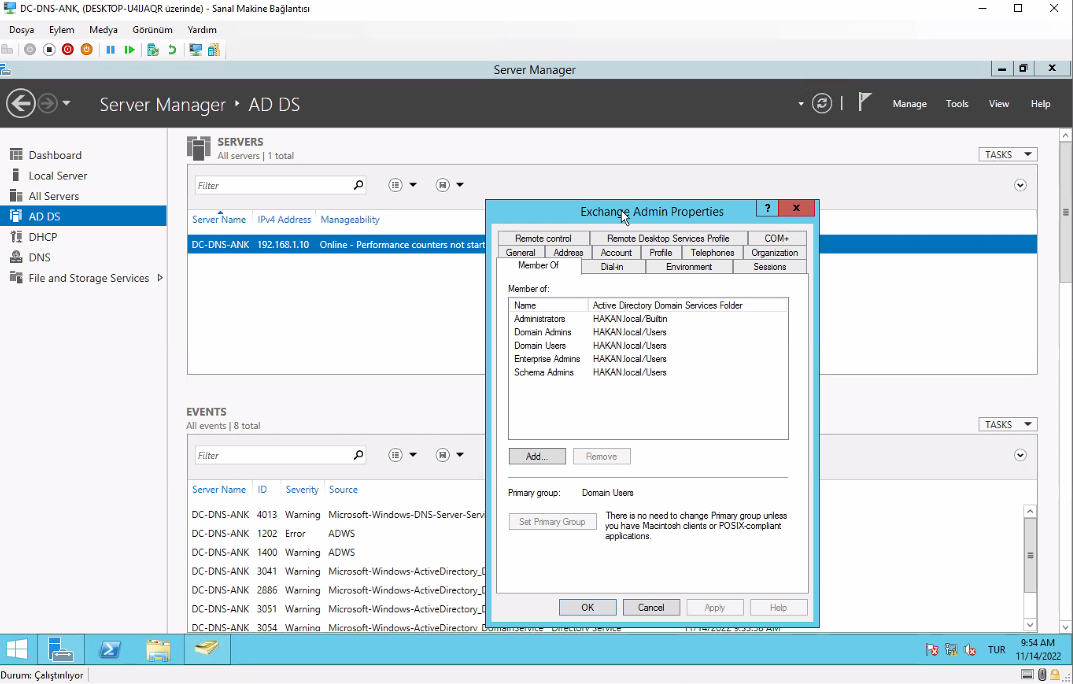 DC-DNS-ANK, (DESKTOP-U4IJAQR üzerinde) - Sanal Makine Bağlantısı
Dosya Eylem Medya Görünüm Yardım
Server Manager
Server Manager • AD DS
Manage Tools View Help
Dashboard
Local Server
All Servers
AD DS
DHCP
DNS
File and Storage Services
SERVERS
All servers | 1 total
TASKS
Filter
Server Name IPv4 Address Manageability
DC-DNS-ANK 192.168.1.10 Online - Performance counters not start
EVENTS
All events | 8 total
TASKS
Filter
Server Name ID Severity Source
DC-DNS-ANK 4013 Warning Microsoft-Windows-DNS-Server-Servi
DC-DNS-ANK 1202 Error ADWS
DC-DNS-ANK 1400 Warning ADWS
DC-DNS-ANK 3041 Warning Microsoft-Windows-ActiveDirectory_D
DC-DNS-ANK 2886 Warning Microsoft-Windows-ActiveDirectory_D
DC-DNS-ANK 3051 Warning Microsoft-Windows-ActiveDirectory_D
DC-DNS-ANK 3054 Warning Microsoft-Windows-ActiveDirectory_DomainService Directory Service 11/14/2022
Exchange Admin Properties
? x
Remote control Remote Desktop Services Profile COM+
General Address Account Profile Telephones Organization
Member Of Dial-in Environment Sessions
Member of:
Name Active Directory Domain Services Folder
Administrators HAKAN.local/Builtin
Domain Admins HAKAN.local/Users
Domain Users HAKAN.local/Users
Enterprise Admins HAKAN.local/Users
Schema Admins HAKAN.local/Users
Add... Remove
Primary group: Domain Users
Set Primary Group
There is no need to change Primary group unless
you have Macintosh clients or POSIX-compliant
applications.
OK Cancel Apply Help
TUR
9:54 AM
11/14/2022
Durum: Çalıştırılıyor